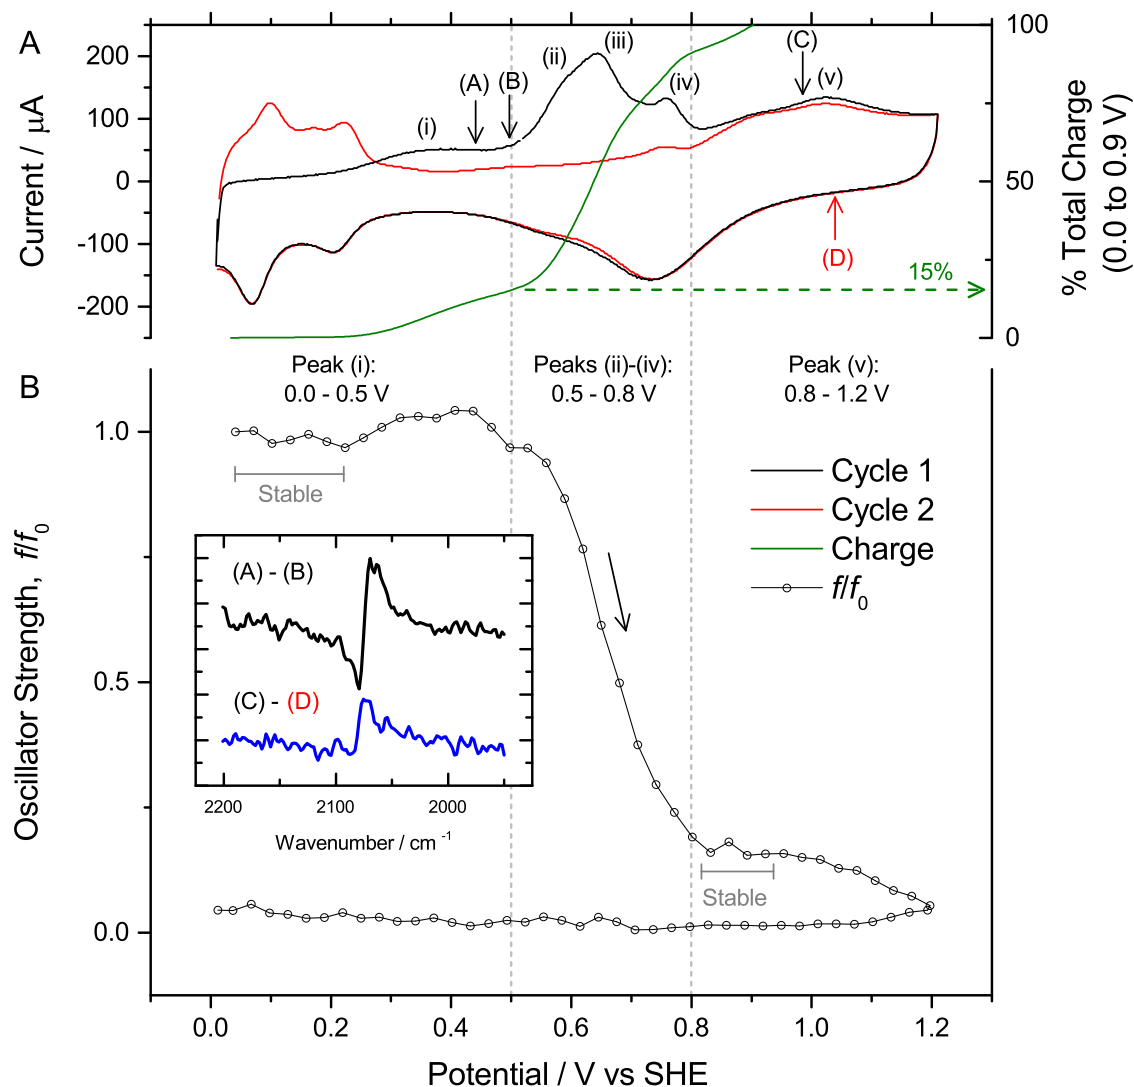 A
200
100
0
-100
-200
Current / μA
(i)
(A)
(B)
(ii)
(iii)
(iv)
(C)
(v)
(D)
15%
100
50
0
% Total Charge
(0.0 to 0.9 V)
B
Peak (i):
0.0 - 0.5 V
Peaks (ii)-(iv):
0.5 - 0.8 V
Peak (v):
0.8 - 1.2 V
1.0
0.5
0.0
Oscillator Strength, f/f0
Stable
Cycle 1
Cycle 2
Charge
f/f0
(A) - (B)
(C) - (D)
2200
2100
2000
Wavenumber / cm -1
Stable
0.0
0.2
0.4
0.6
0.8
1.0
1.2
Potential / V vs SHE